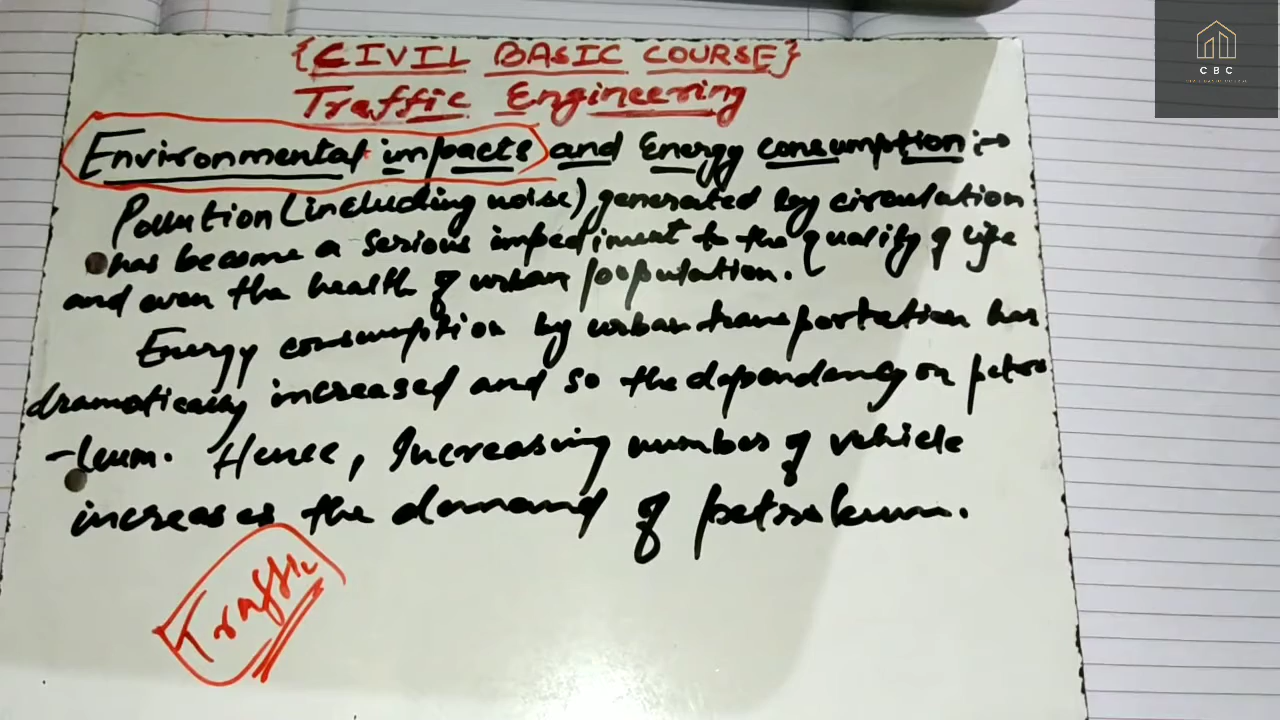 {CIVIL BASIC COURSE}
Traffic Engineering
Environmental impacts and Energy consumption :→
Pollution (including noise) generated by circulation
has become a serious impediment to the quality of life
and even the health of urban poopulation.
Energy consumption by urban transportation has
dramatically increased and so the dependency on petro
-leum. Hence, Increasing number of vehicle
increases the demand of petroleum.
Traffic
CBC